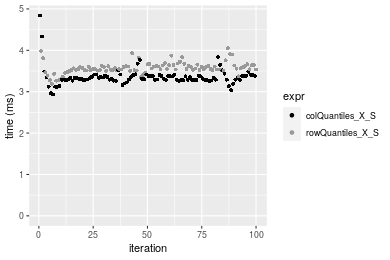 5
4
3
2
1
0
time (ms)
0 25 50 75 100
iteration
expr
colQuantiles_X_S
rowQuantiles_X_S